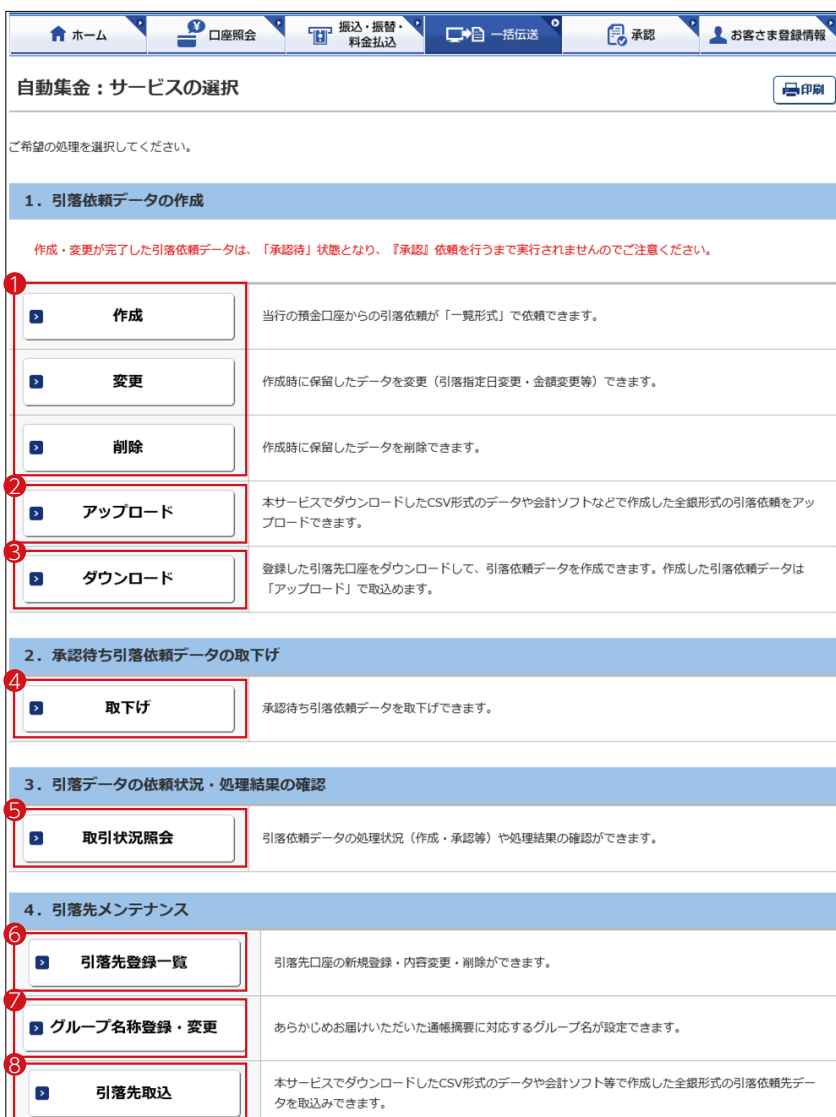 ホーム
口座照会
振込・振替・
料金払込
一括伝送
承認
お客さま登録情報
自動集金：サービスの選択
印刷
ご希望の処理を選択してください。
1．引落依頼データの作成
作成・変更が完了した引落依頼データは、「承認待」状態となり、『承認』依頼を行うまで実行されませんのでご注意ください。
1
作成
当行の預金口座からの引落依頼が「一覧形式」で依頼できます。
変更
作成時に保留したデータを変更（引落指定日変更・金額変更等）できます。
削除
作成時に保留したデータを削除できます。
2
アップロード
本サービスでダウンロードしたCSV形式のデータや会計ソフトなどで作成した全銀形式の引落依頼をアッ
プロードできます。
3
ダウンロード
登録した引落先口座をダウンロードして、引落依頼データを作成できます。作成した引落依頼データは
「アップロード」で取込めます。
2．承認待ち引落依頼データの取下げ
4
取下げ
承認待ち引落依頼データを取下げできます。
3．引落データの依頼状況・処理結果の確認
5
取引状況照会
引落依頼データの処理状況（作成・承認等）や処理結果の確認ができます。
4．引落先メンテナンス
6
引落先登録一覧
引落先口座の新規登録・内容変更・削除ができます。
7
グループ名称登録・変更
あらかじめお届けいただいた通帳摘要に対応するグループ名が設定できます。
8
引落先取込
本サービスでダウンロードしたCSV形式のデータや会計ソフト等で作成した全銀形式の引落依頼先デー
タを取込みできます。